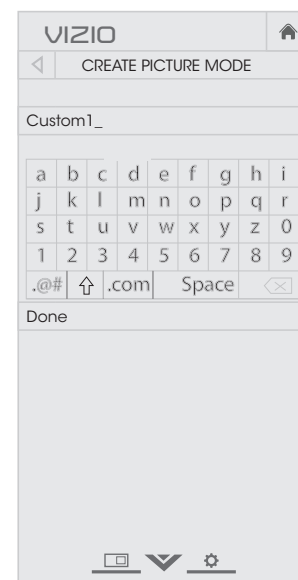 VIZIO
CREATE PICTURE MODE
Custom1_
a b c d e f g h i
j k l m n o p q r
s t u v w x y z 0
1 2 3 4 5 6 7 8 9
.@# .com Space
Done